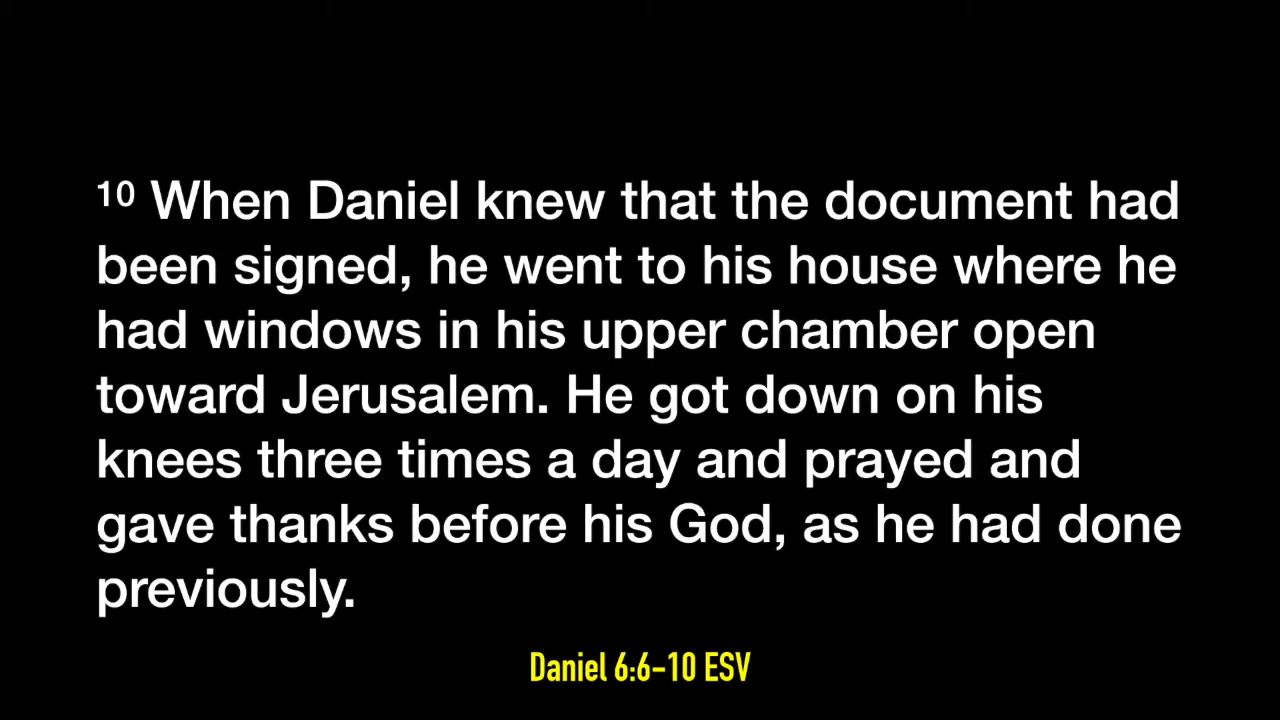 10 When Daniel knew that the document had
been signed, he went to his house where he
had windows in his upper chamber open
toward Jerusalem. He got down on his
knees three times a day and prayed and
gave thanks before his God, as he had done
previously.
Daniel 6:6–10 ESV